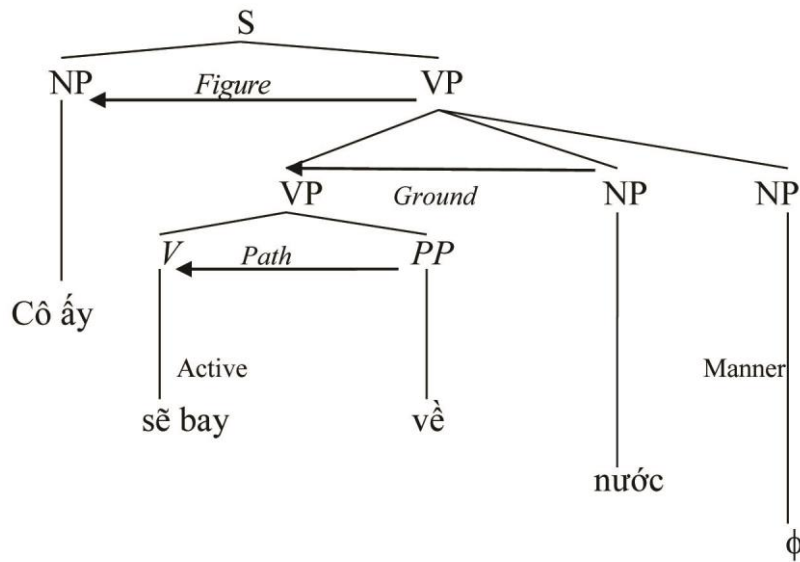 S
NP Figure VP
VP Ground NP NP
V Path PP
Cô ấy
Active Manner
sẽ bay về
nước
ϕ